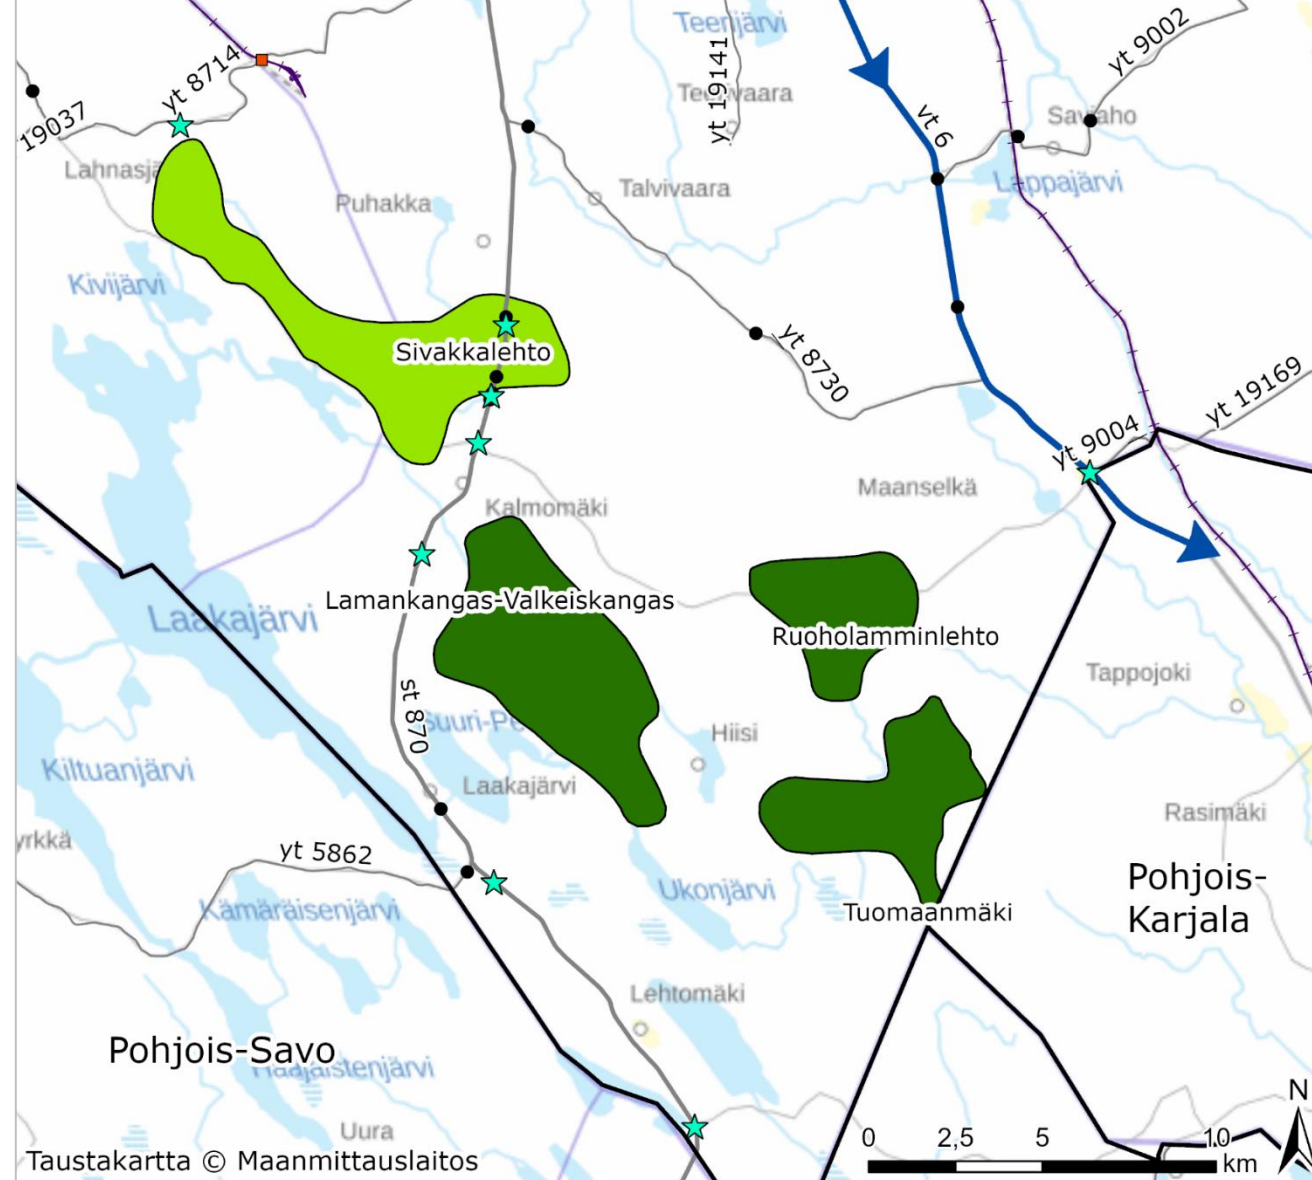 Teerijärvi
yt 9002
yt 8714
yt 19141
Teerivaara
19037
vt 6
Saviaho
Lahnasjä
Puhakka
Talvivaara
Lappajärvi
Kivijärvi
Sivakkalehto
yt 8730
yt 19169
yt 9004
Kalmomäki
Maanselkä
Lamankangas-Valkeiskangas
Laakajärvi
Ruoholamminlehto
Tappojoki
st 870
Suuri-Pe
Hiisi
Kiltuanjärvi
Laakajärvi
Rasimäki
yrkkä
yt 5862
Pohjois-
Karjala
Ukonjärvi
Kämäräisenjärvi
Tuomaanmäki
Lehtomäki
Pohjois-Savo
Haajaistenjärvi
N
Uura
0 2,5 5 10
km
Taustakartta © Maanmittauslaitos